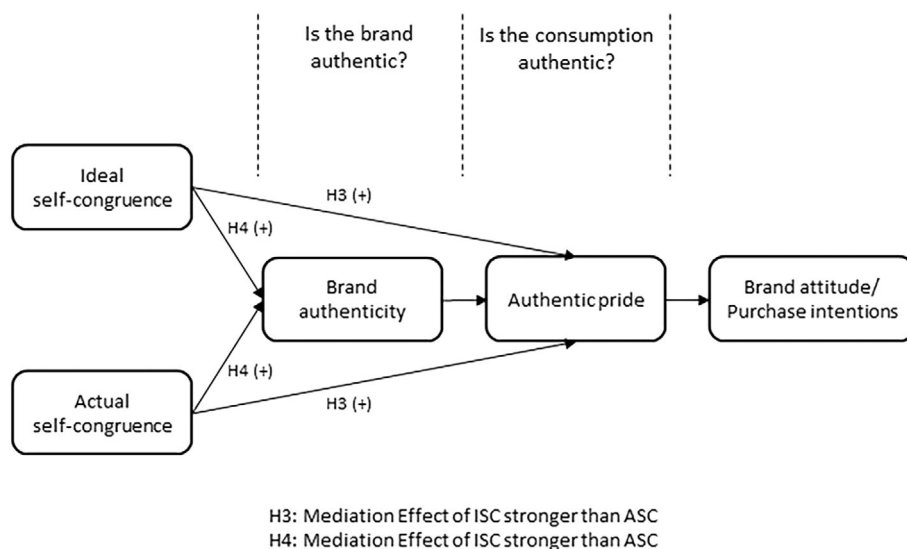 Is the brand
authentic?
Is the consumption
authentic?
Ideal
self-congruence
H3 (+)
H4 (+)
Brand
authenticity
Authentic pride
Brand attitude/
Purchase intentions
H4 (+)
H3 (+)
Actual
self-congruence
H3: Mediation Effect of ISC stronger than ASC
H4: Mediation Effect of ISC stronger than ASC